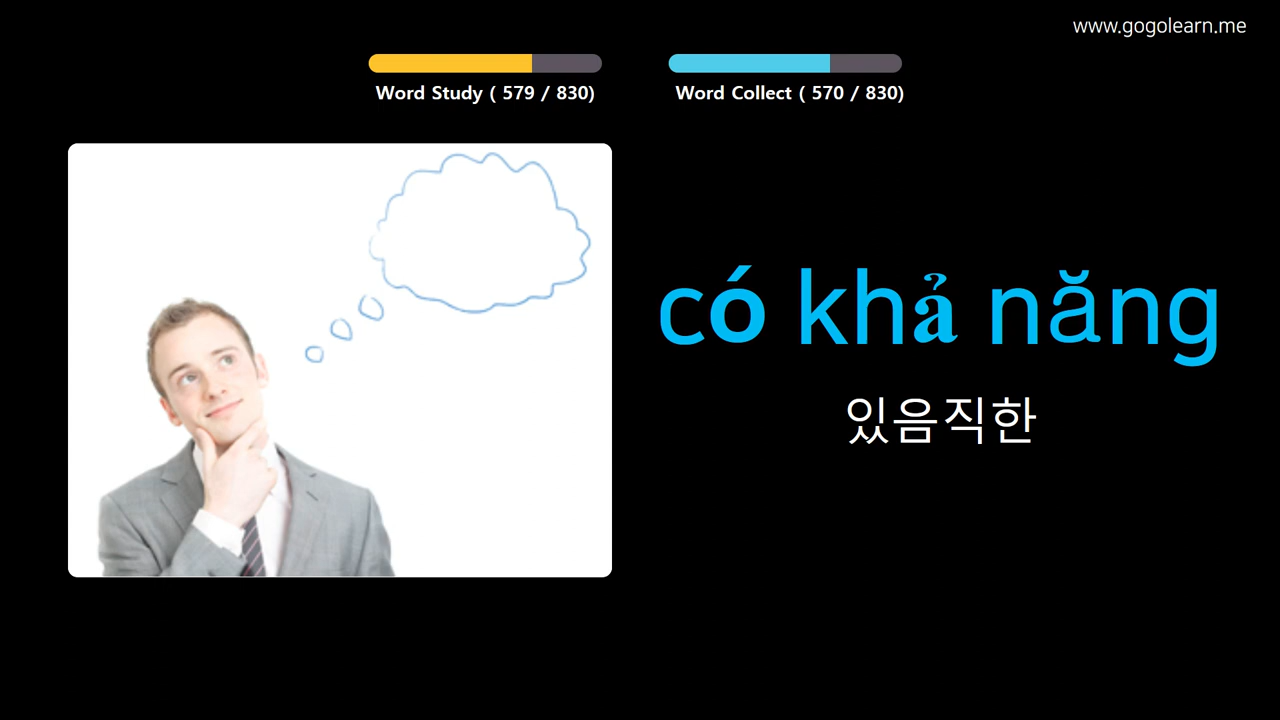 www.gogolearn.me
Word Study ( 579 / 830)
Word Collect ( 570 / 830)
có khả năng
있음직한